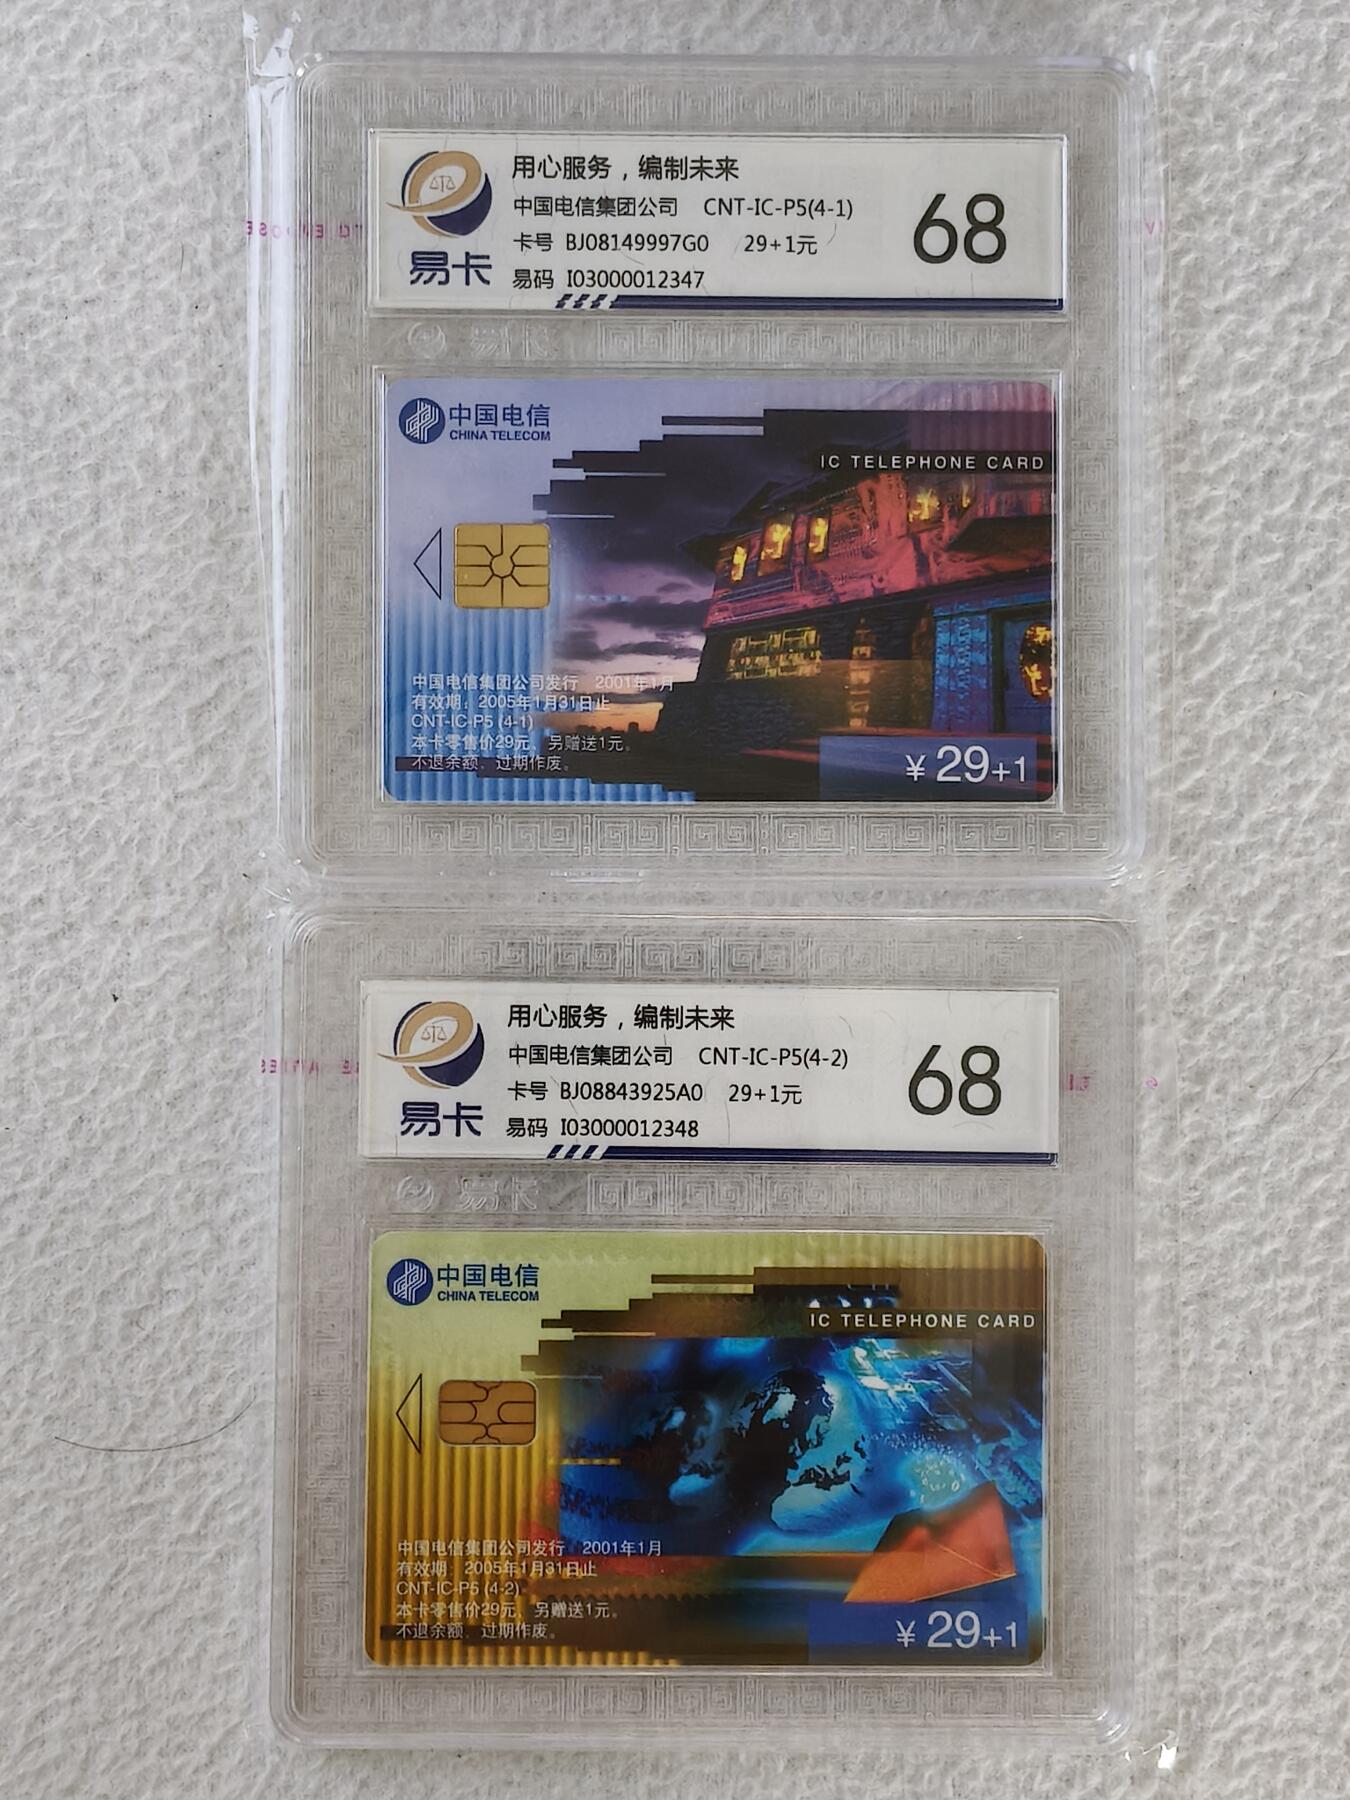 用心服务，编制未来
中国电信集团公司 CNT-IC-P5(4-1)
卡号 BJ08149997G0 29+1元
易码 I03000012347
68
易卡
易卡
中国电信
CHINA TELECOM
IC TELEPHONE CARD
中国电信集团公司发行 2001年1月
有效期：2005年1月31日止
CNT-IC-P5 (4-1)
本卡零售价29元、另赠送1元。
不退余额、过期作废。
¥ 29+1
用心服务，编制未来
中国电信集团公司 CNT-IC-P5(4-2)
卡号 BJ08843925A0 29+1元
易码 I03000012348
68
易卡
易卡
中国电信
CHINA TELECOM
IC TELEPHONE CARD
中国电信集团公司发行 2001年1月
有效期：2005年1月31日止
CNT-IC-P5 (4-2)
本卡零售价29元、另赠送1元。
不退余额、过期作废。
¥ 29+1